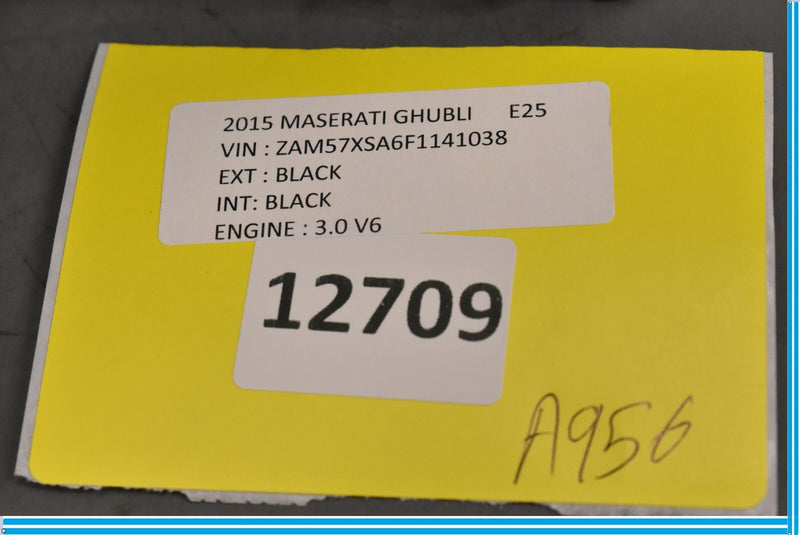 2015 MASERATI GHUBLI E25
VIN : ZAM57XSA6F1141038
EXT : BLACK
INT: BLACK
ENGINE : 3.0 V6
12709
A956